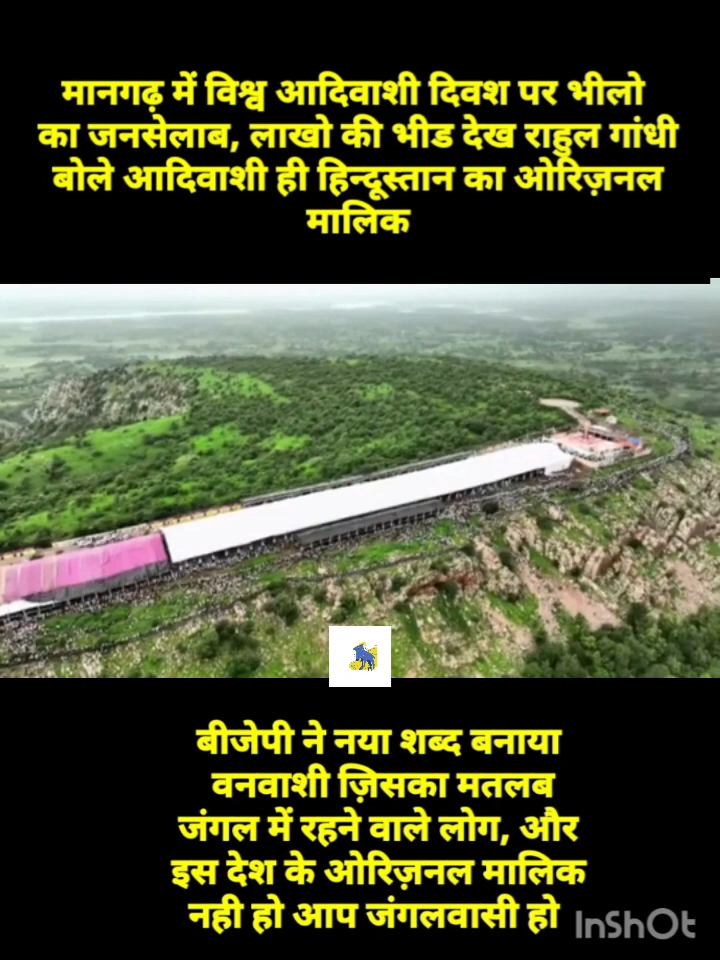 मानगढ़ में विश्व आदिवाशी दिवश पर भीलो
का जनसेलाब, लाखो की भीड देख राहुल गांधी
बोले आदिवाशी ही हिन्दूस्तान का ओरिज़नल
मालिक
बीजेपी ने नया शब्द बनाया
वनवाशी ज़िसका मतलब
जंगल में रहने वाले लोग, और
इस देश के ओरिज़नल मालिक
नही हो आप जंगलवासी हो
InShOt